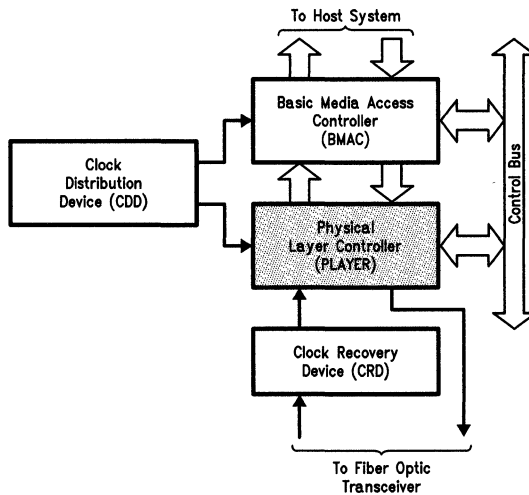 To Host System
Basic Media Access
Controller
(BMAC)
Clock
Distribution
Device (CDD)
Control Bus
Physical
Layer Controller
(PLAYER)
Clock Recovery
Device (CRD)
To Fiber Optic
Transceiver